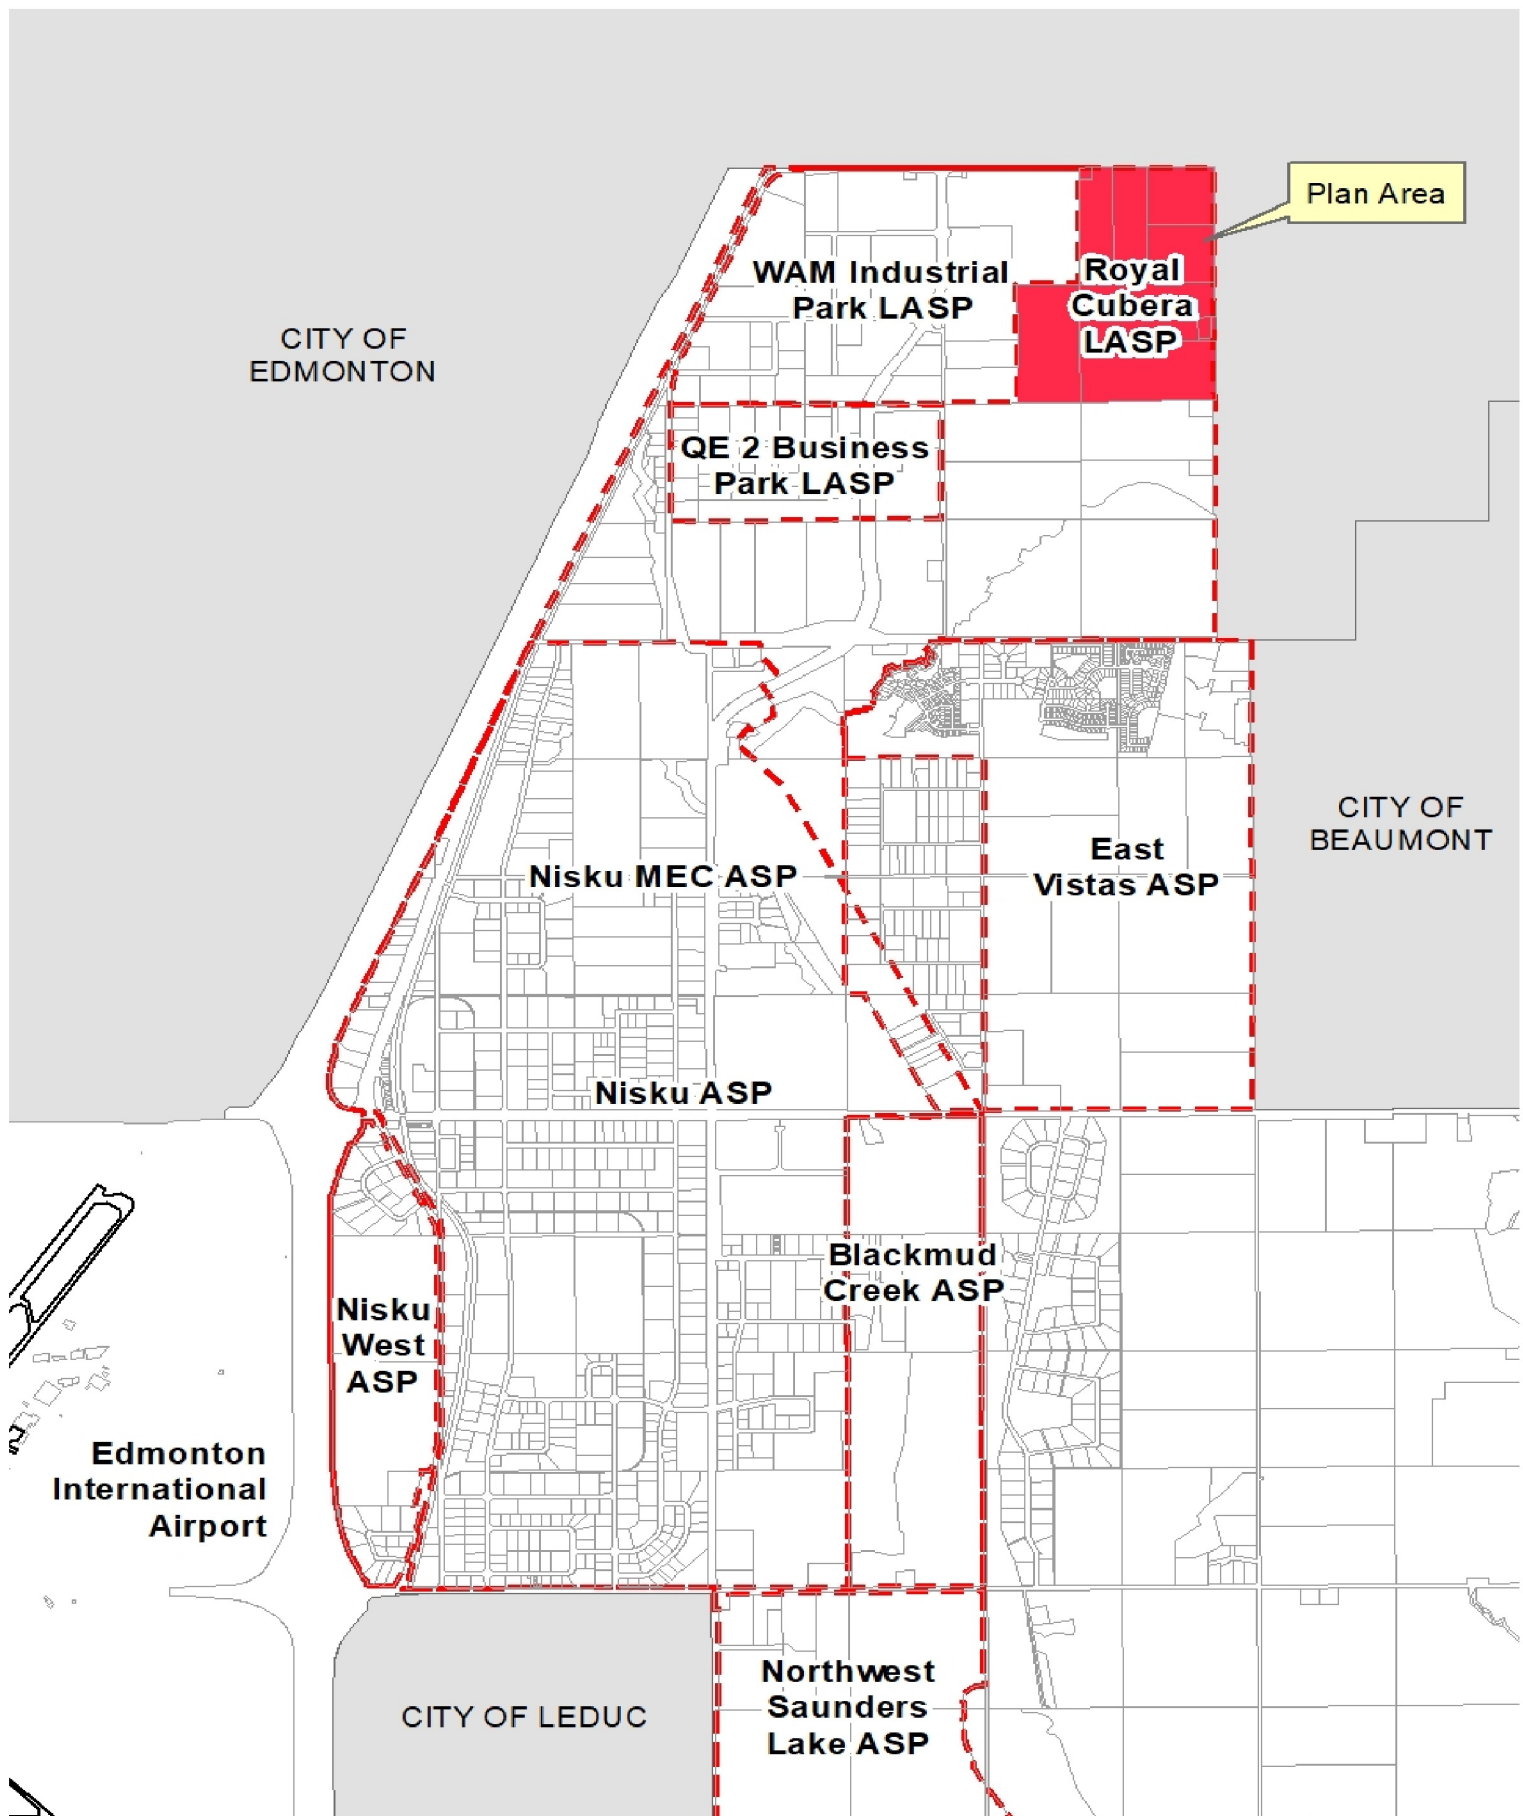 Plan Area
WAM Industrial
Park LASP
Royal
Cubera
LASP
CITY OF
EDMONTON
QE 2 Business
Park LASP
CITY OF
BEAUMONT
East
Vistas ASP
Nisku MEC ASP
Nisku ASP
Blackmud
Creek ASP
Nisku
West
ASP
Edmonton
International
Airport
Northwest
Saunders
Lake ASP
CITY OF LEDUC